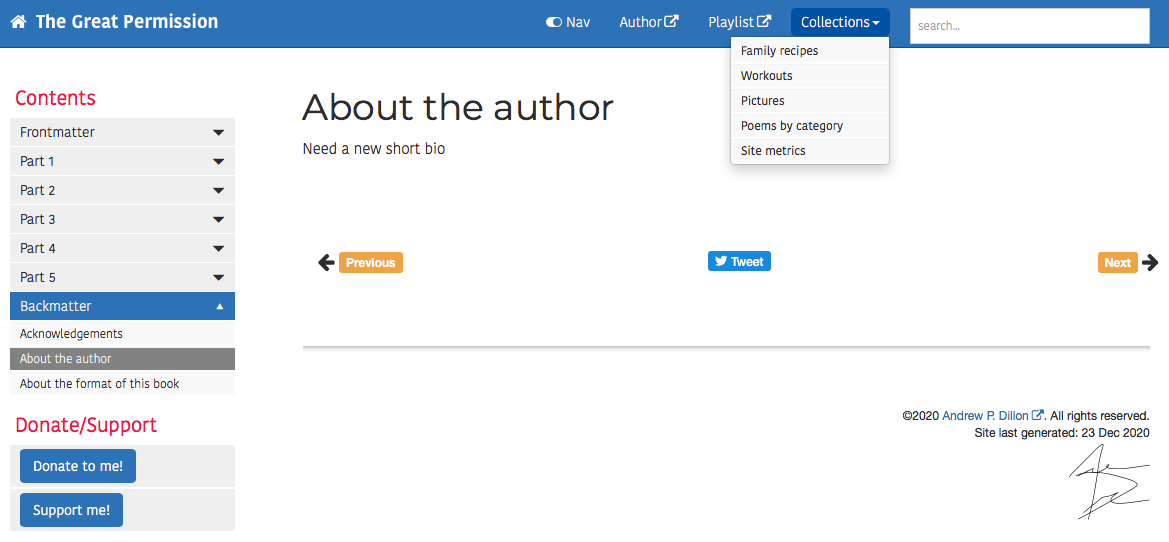 The Great Permission
Nav
Author
Playlist
Collections
search...
Family recipes
Workouts
Pictures
Poems by category
Site metrics
Contents
Frontmatter
Part 1
Part 2
Part 3
Part 4
Part 5
Backmatter
Acknowledgements
About the author
About the format of this book
Donate/Support
Donate to me!
Support me!
About the author
Need a new short bio
Previous
Tweet
Next
©2020 Andrew P. Dillon. All rights reserved.
Site last generated: 23 Dec 2020